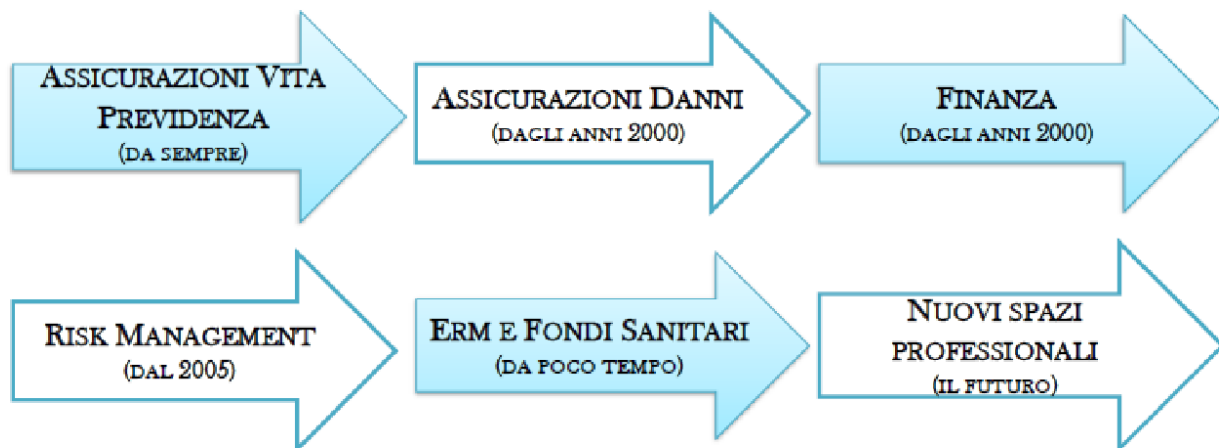 ASSICURAZIONI VITA
PREVIDENZA
(DA SEMPRE)
ASSICURAZIONI DANNI
(DAGLI ANNI 2000)
FINANZA
(DAGLI ANNI 2000)
RISK MANAGEMENT
(DAL 2005)
ERM E FONDI SANITARI
(DA POCO TEMPO)
NUOVI SPAZI
PROFESSIONALI
(IL FUTURO)